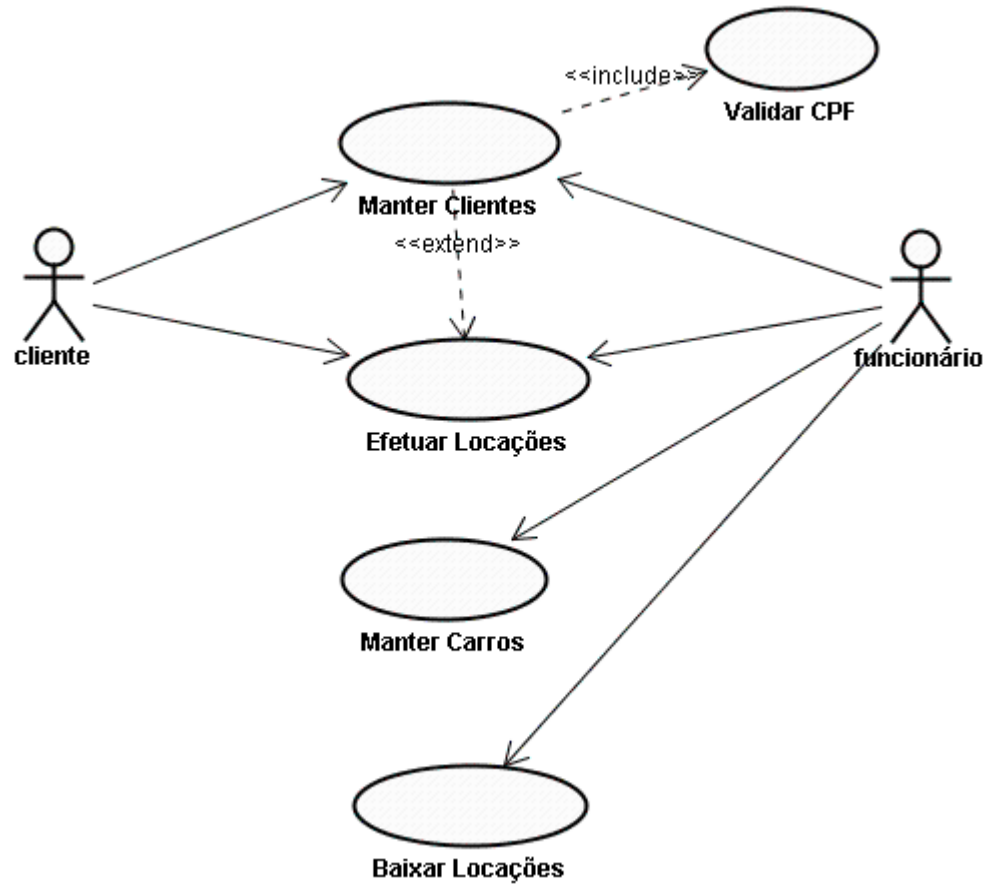 <<include>>
Validar CPF
Manter Clientes
<<extend>>
cliente
funcionário
Efetuar Locações
Manter Carros
Baixar Locações